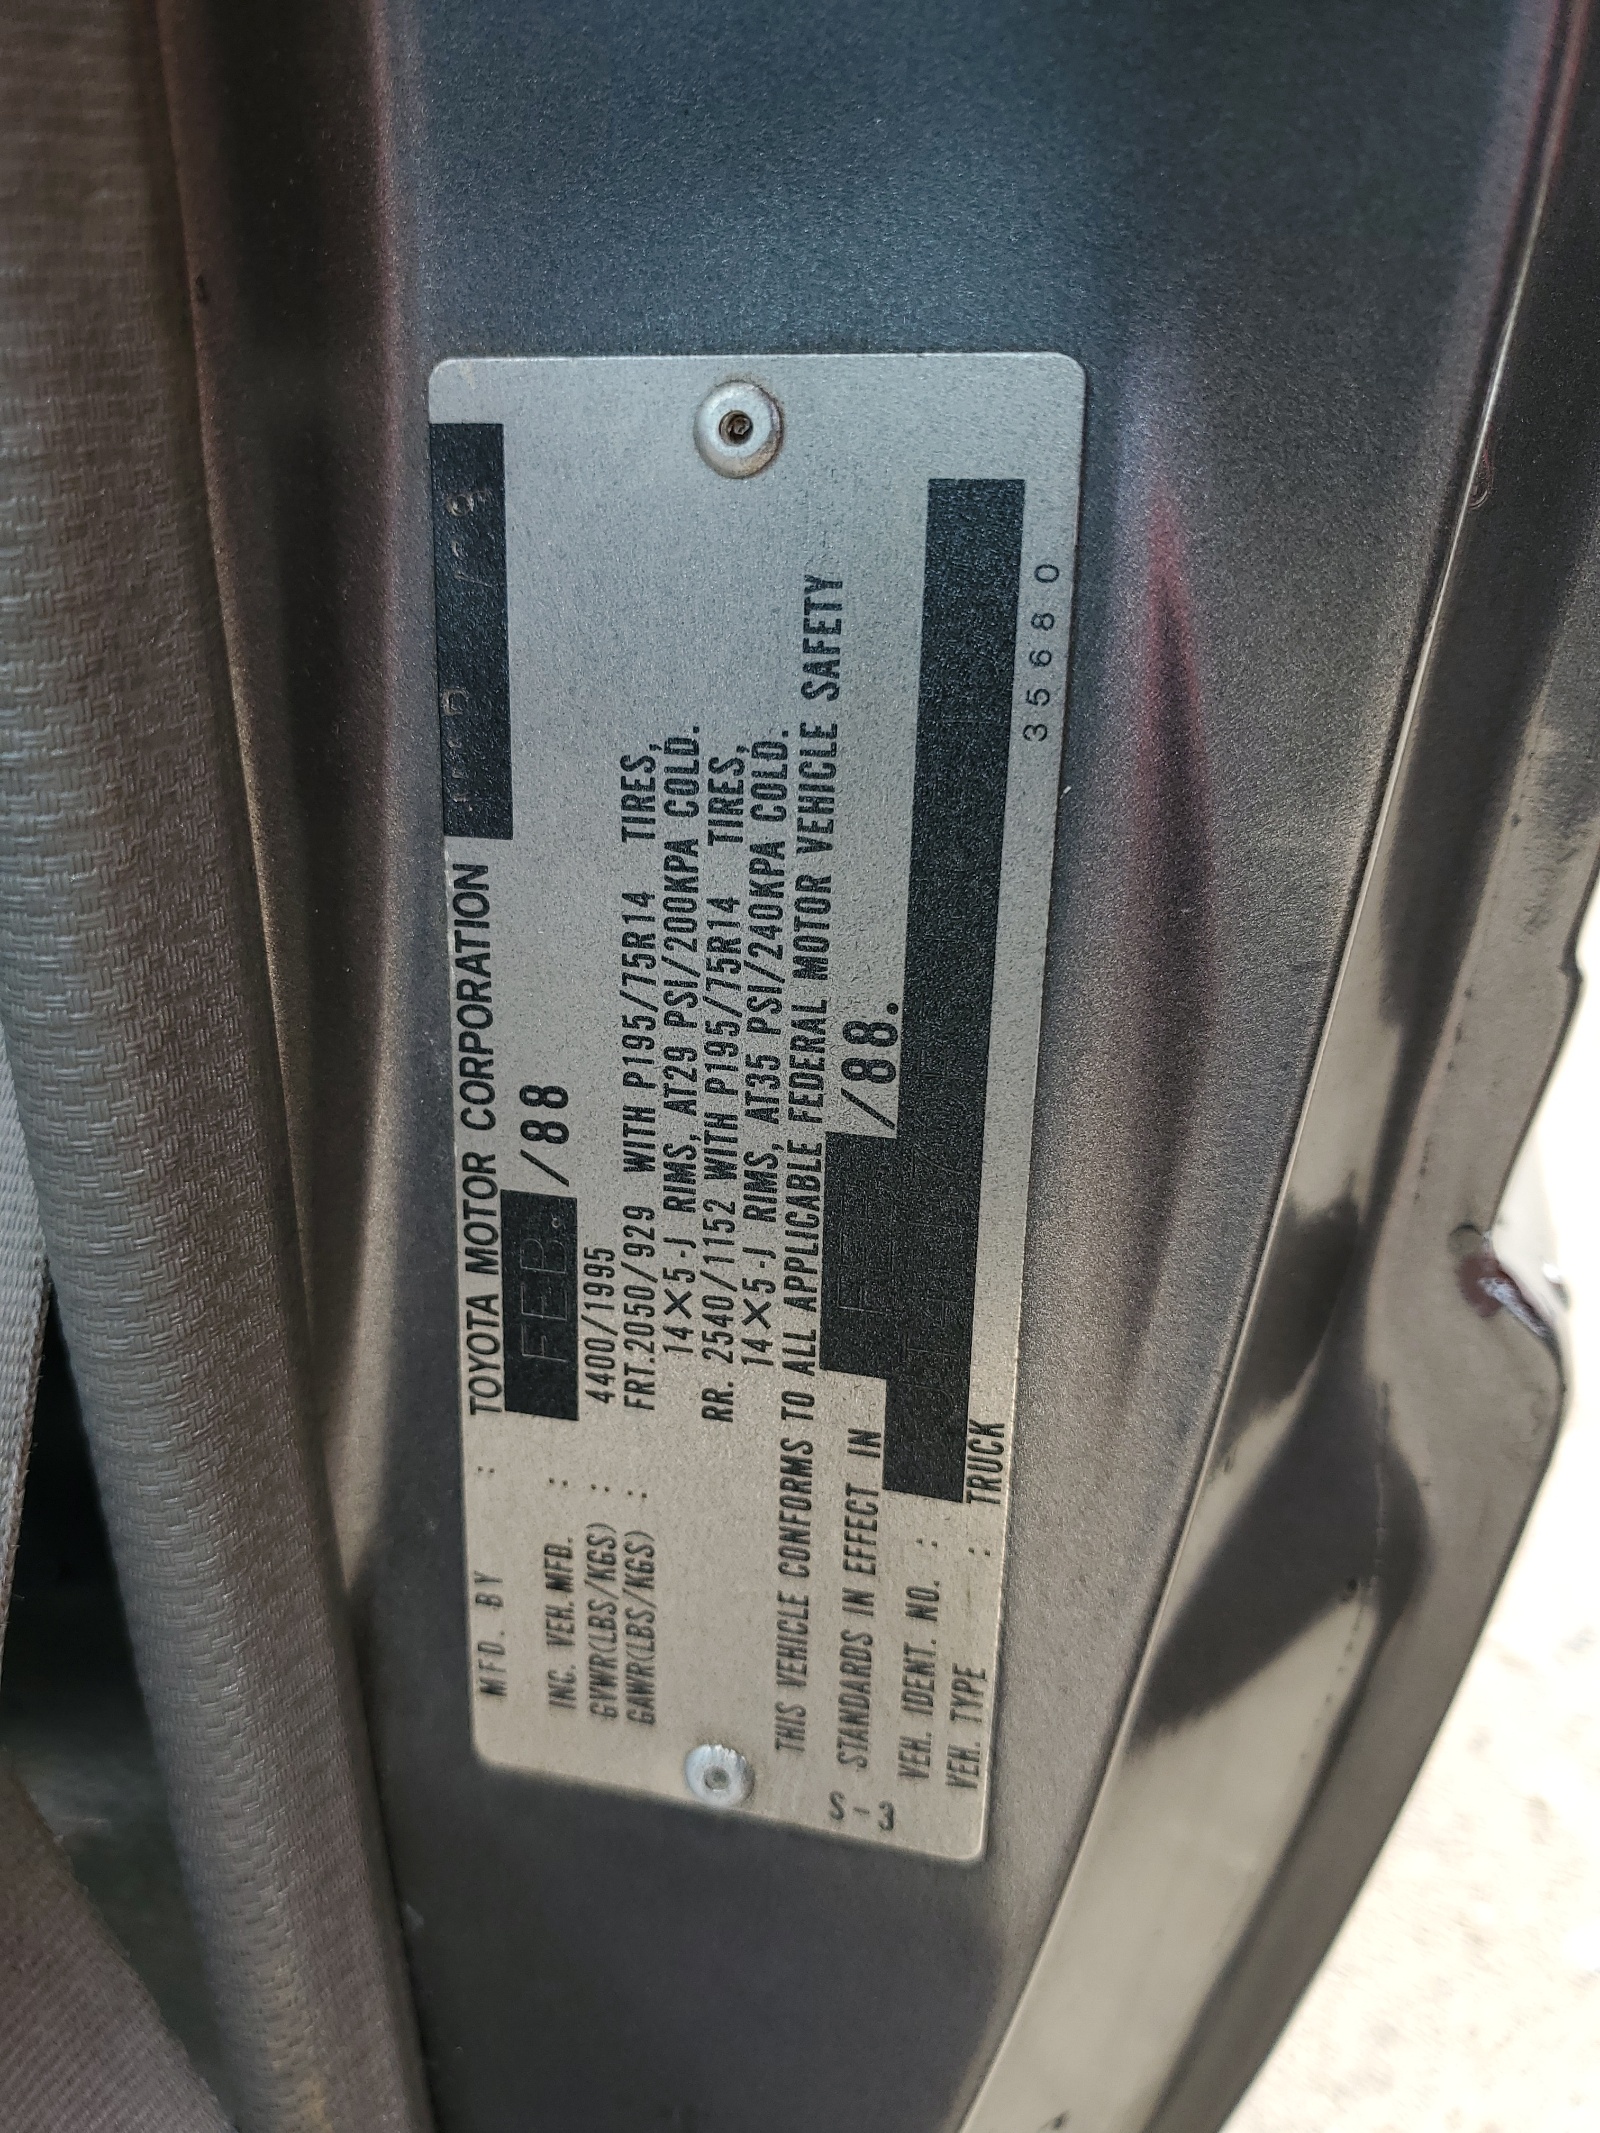 MFD. BY : TOYOTA MOTOR CORPORATION
INC. VEH. MFD. : FEB. /88
GVWR(LBS/KGS) : 4400/1995
GAWR(LBS/KGS) : FRT.2050/929 WITH P195/75R14 TIRES,
14×5-J RIMS, AT29 PSI/200KPA COLD.
RR. 2540/1152 WITH P195/75R14 TIRES,
14×5-J RIMS, AT35 PSI/240KPA COLD.
THIS VEHICLE CONFORMS TO ALL APPLICABLE FEDERAL MOTOR VEHICLE SAFETY
STANDARDS IN EFFECT IN /88.
VEH. IDENT. NO. :
VEH. TYPE : TRUCK
35680
S-3